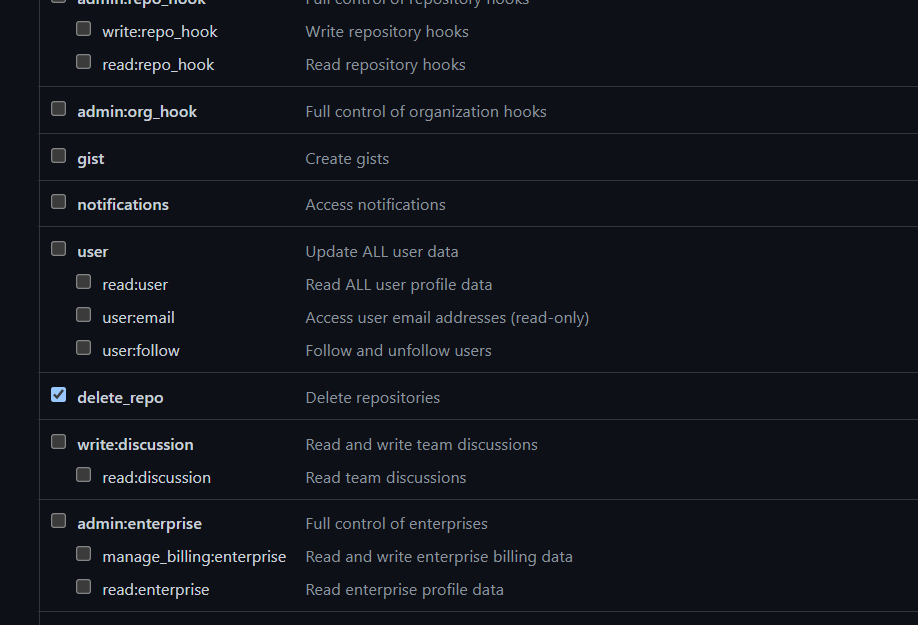 admin:repo_hook Full control of repository hooks
write:repo_hook Write repository hooks
read:repo_hook Read repository hooks
admin:org_hook Full control of organization hooks
gist Create gists
notifications Access notifications
user Update ALL user data
read:user Read ALL user profile data
user:email Access user email addresses (read-only)
user:follow Follow and unfollow users
delete_repo Delete repositories
write:discussion Read and write team discussions
read:discussion Read team discussions
admin:enterprise Full control of enterprises
manage_billing:enterprise Read and write enterprise billing data
read:enterprise Read enterprise profile data